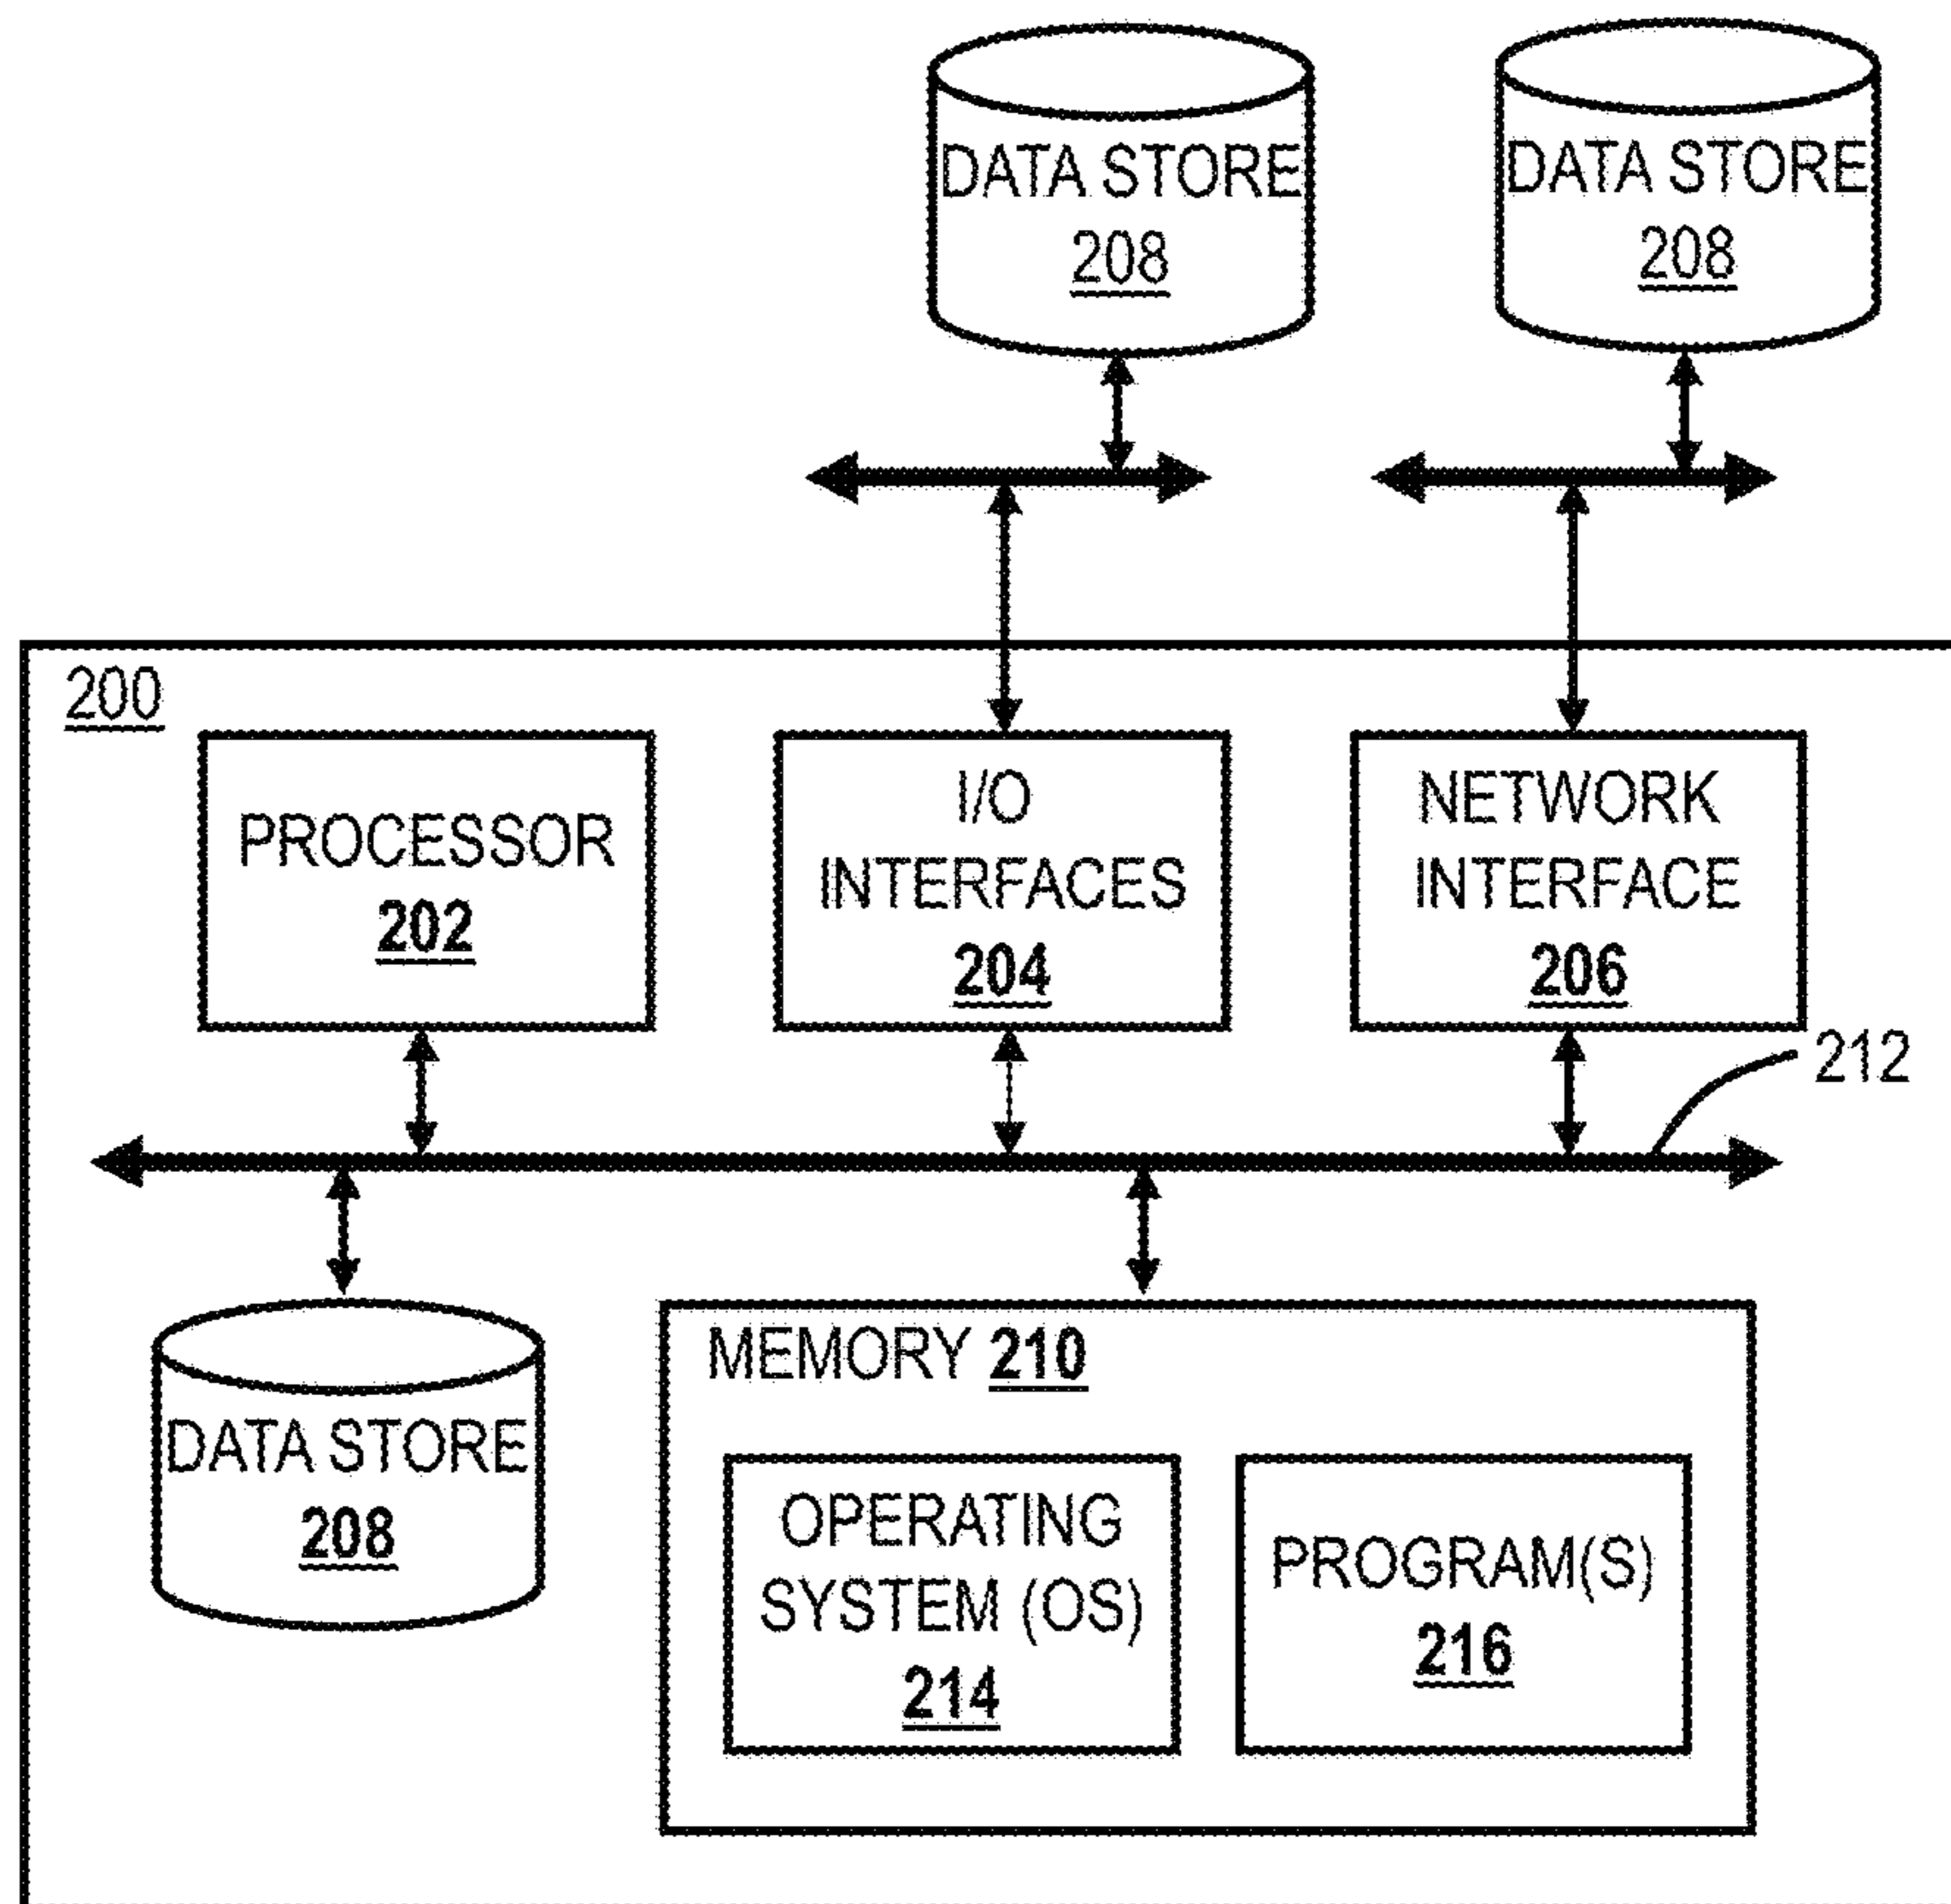 DATA STORE
208
DATA STORE
208
200
PROCESSOR
202
I/O
INTERFACES
204
NETWORK
INTERFACE
206
212
DATA STORE
208
MEMORY 210
OPERATING
SYSTEM (OS)
214
PROGRAM(S)
216